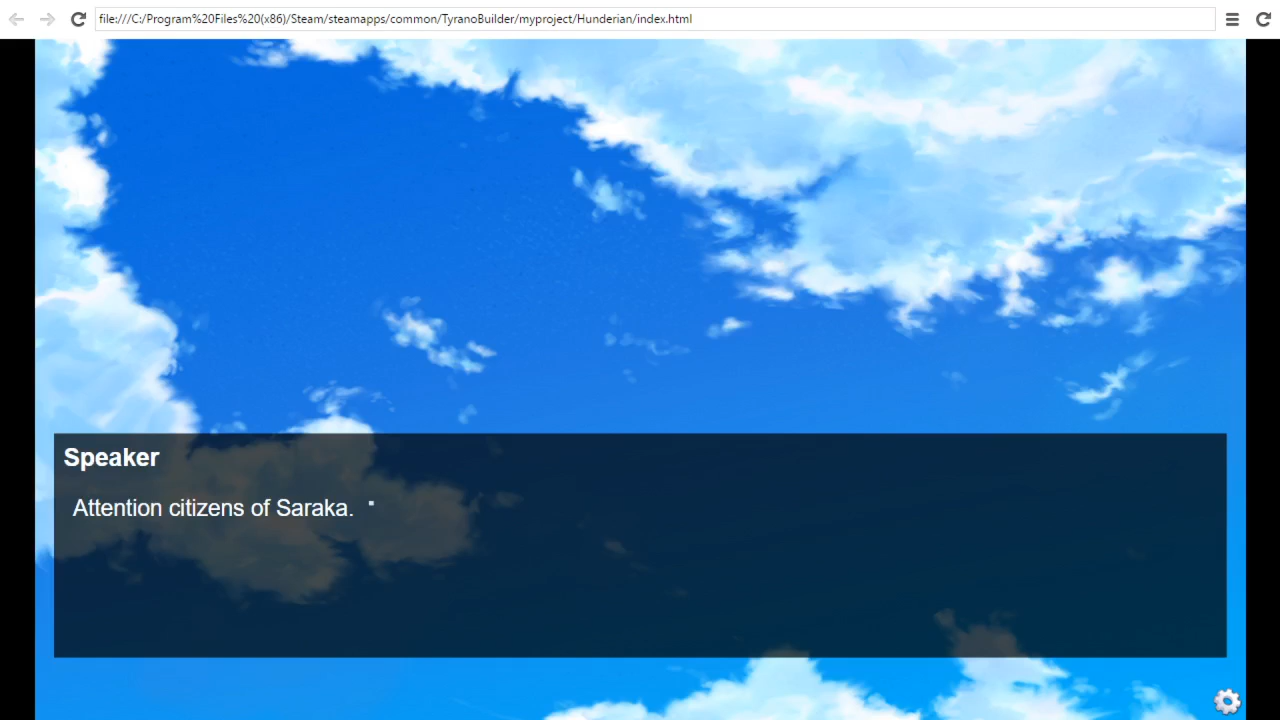 file:///C:/Program%20Files%20(x86)/Steam/steamapps/common/TyranoBuilder/myproject/Hunderian/index.html
Speaker
Attention citizens of Saraka.